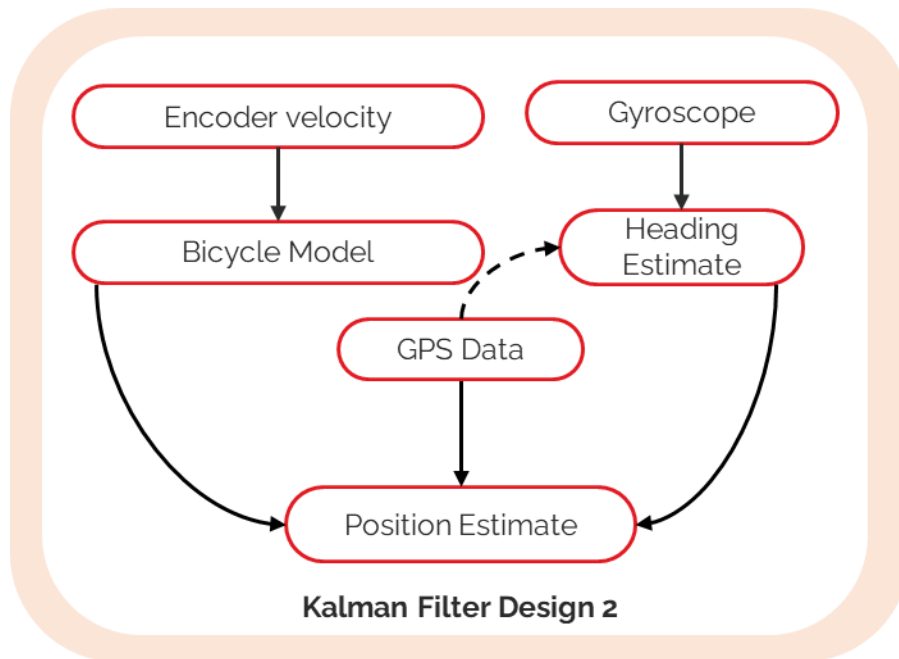 Encoder velocity
Gyroscope
Bicycle Model
Heading
Estimate
GPS Data
Position Estimate
Kalman Filter Design 2